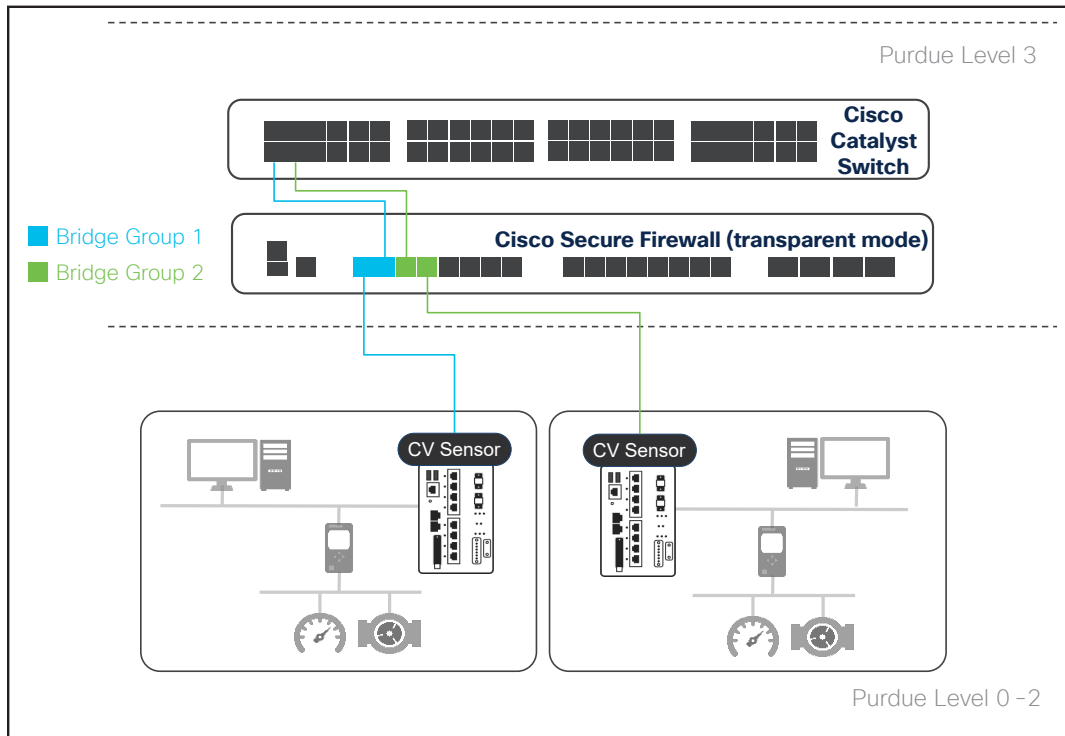 Purdue Level 3
Cisco
Catalyst
Switch
Bridge Group 1
Bridge Group 2
Cisco Secure Firewall (transparent mode)
CV Sensor
CV Sensor
Purdue Level 0 -2